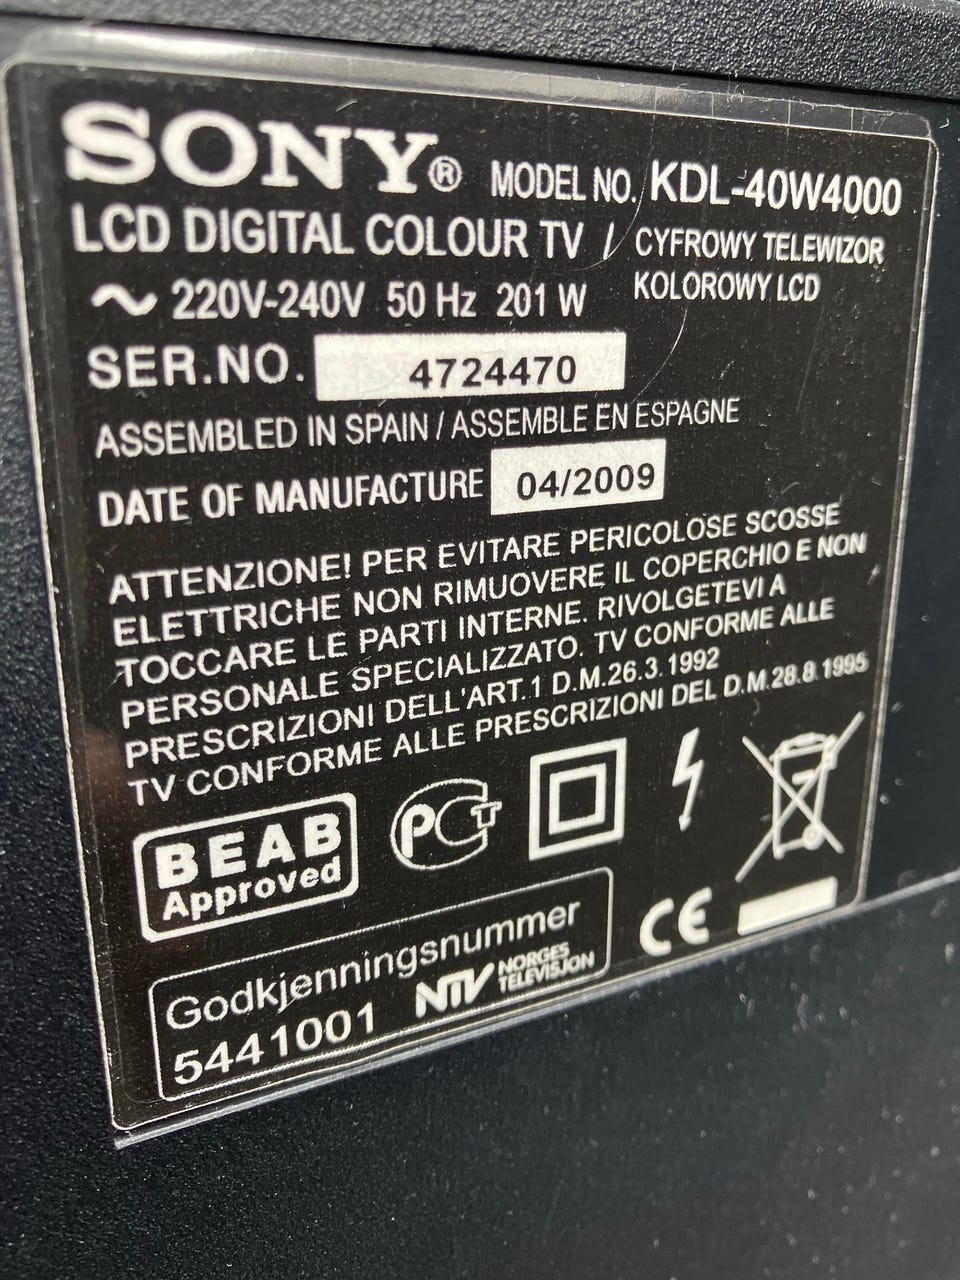 SONY® MODEL NO. KDL-40W4000
LCD DIGITAL COLOUR TV / CYFROWY TELEWIZOR
KOLOROWY LCD
~ 220V-240V 50 Hz 201 W
SER.NO. 4724470
ASSEMBLED IN SPAIN / ASSEMBLE EN ESPAGNE
DATE OF MANUFACTURE 04/2009
ATTENZIONE! PER EVITARE PERICOLOSE SCOSSE
ELETTRICHE NON RIMUOVERE IL COPERCHIO E NON
TOCCARE LE PARTI INTERNE. RIVOLGETEVI A
PERSONALE SPECIALIZZATO. TV CONFORME ALLE
PRESCRIZIONI DELL'ART.1 D.M.26.3.1992
TV CONFORME ALLE PRESCRIZIONI DEL D.M.28.8.1995
BEAB
Approved
PCT
CE
Godkjenningsnummer
5441001
NTV NORGES
TELEVISJON